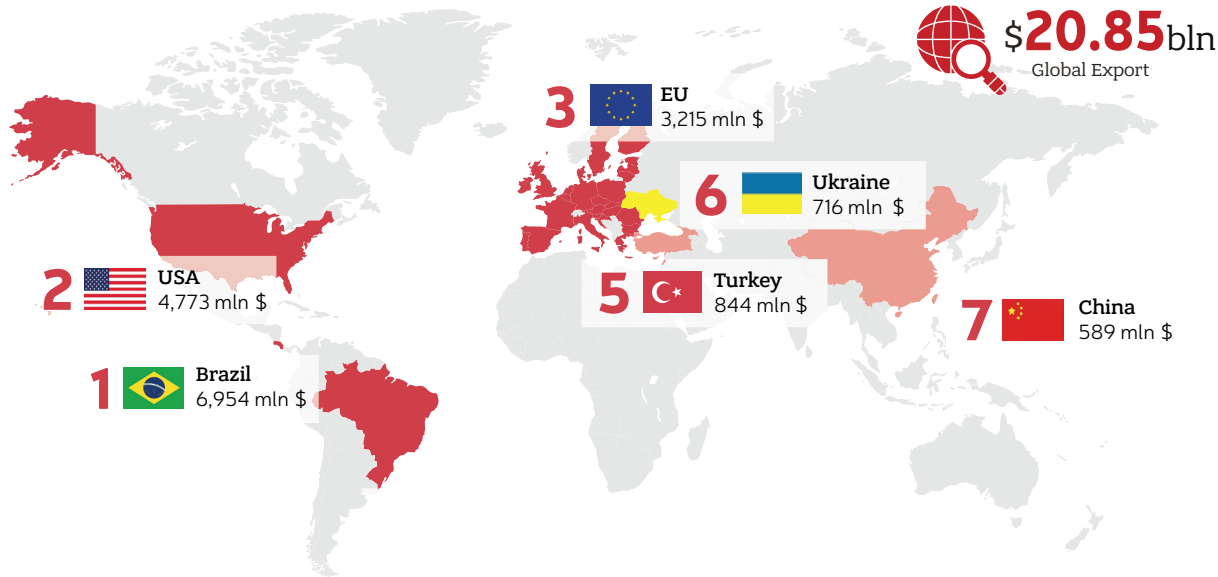 $20.85bln
Global Export
3
EU
3,215 mln $
6
Ukraine
716 mln $
2
USA
4,773 mln $
5
Turkey
844 mln $
7
China
589 mln $
1
Brazil
6,954 mln $